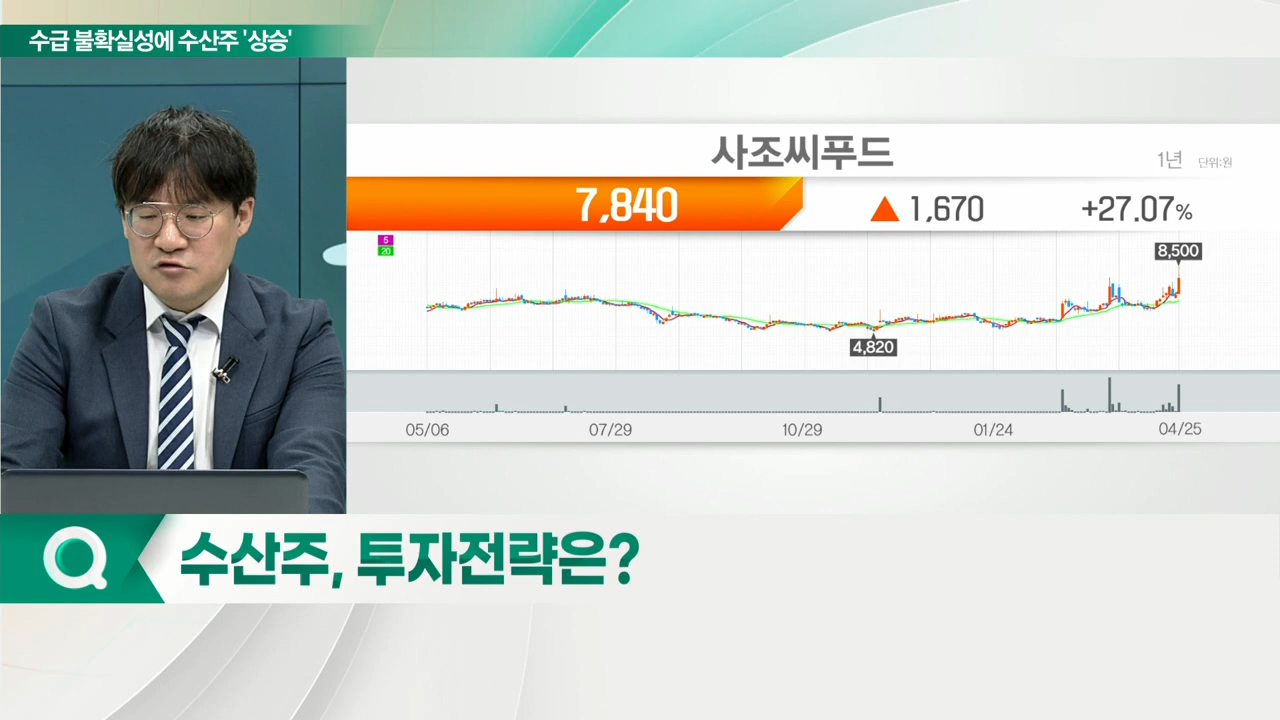 수급 불확실성에 수산주 '상승'
사조씨푸드
1년 단위:원
7,840 ▲ 1,670 +27.07%
5
20
8,500
4,820
05/06 07/29 10/29 01/24 04/25
Q 수산주, 투자전략은?